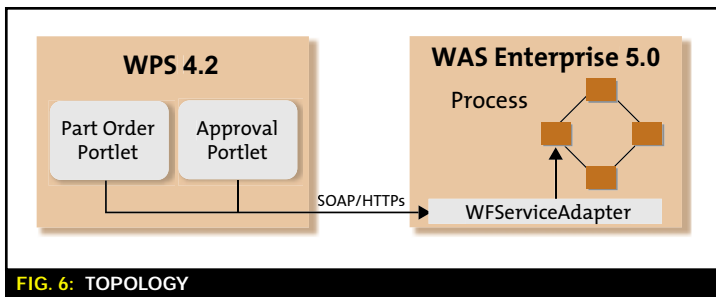 WPS 4.2
Part Order
Portlet
Approval
Portlet
SOAP/HTTPs
WAS Enterprise 5.0
Process
WFServiceAdapter
FIG. 6: TOPOLOGY